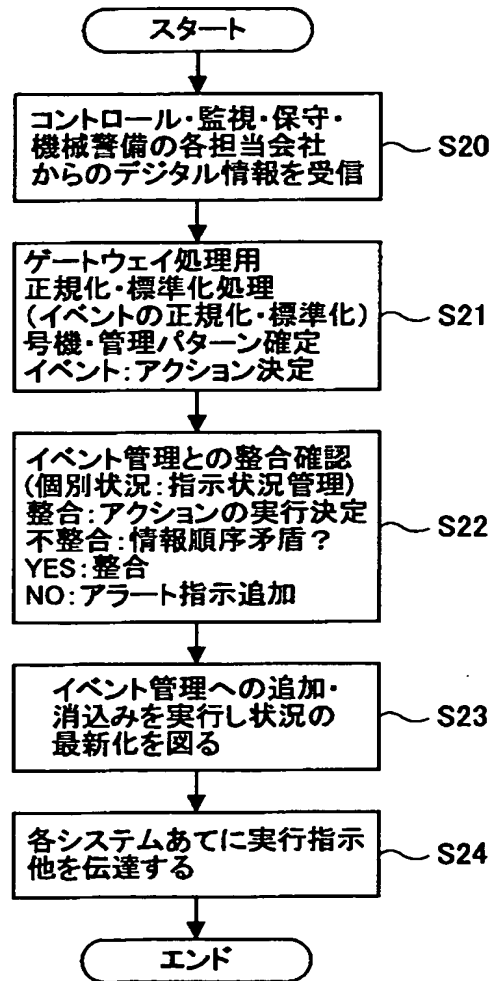 スタート
コントロール・監視・保守・
機械警備の各担当会社
からのデジタル情報を受信
S20
ゲートウェイ処理用
正規化・標準化処理
(イベントの正規化・標準化)
号機・管理パターン確定
イベント:アクション決定
S21
イベント管理との整合確認
(個別状況:指示状況管理)
整合:アクションの実行決定
不整合:情報順序矛盾?
YES:整合
NO:アラート指示追加
S22
イベント管理への追加・
消込みを実行し状況の
最新化を図る
S23
各システムあてに実行指示
他を伝達する
S24
エンド